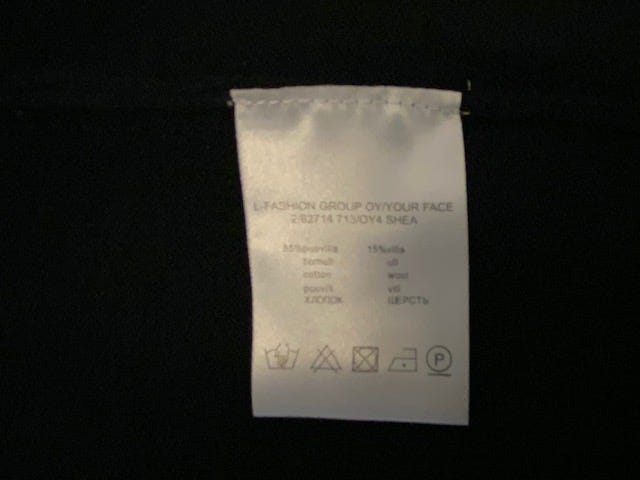 L-FASHION GROUP OY/YOUR FACE
2/82714 713/OY4 SHEA
85%puuvilla 15%villa
bomull ull
cotton wool
puuvill vill
ХЛОПОК ШЕРСТЬ
P